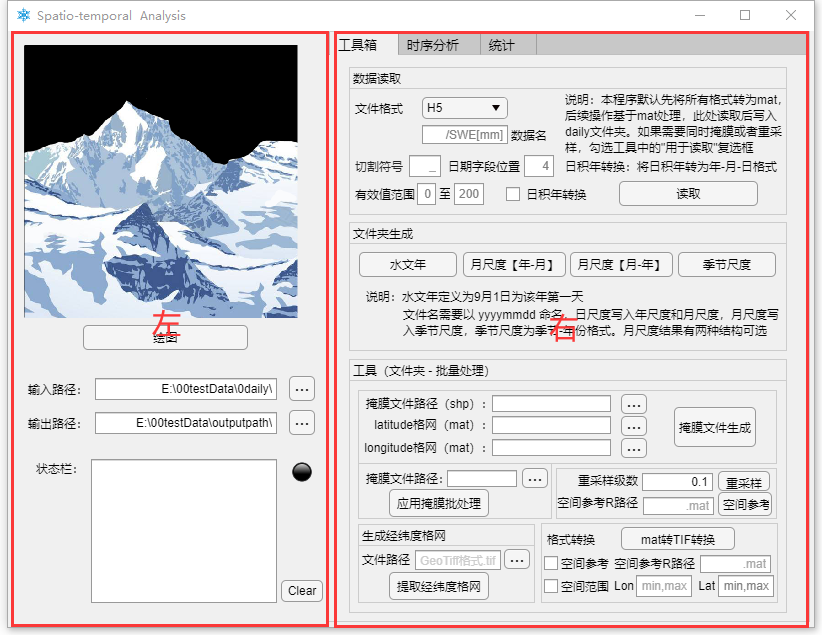 Spatio-temporal Analysis
左
绘图
输入路径：
E:\00testData\0daily\
...
输出路径：
E:\00testData\outputpath\
...
状态栏：
Clear
工具箱 时序分析 统计
数据读取
文件格式 H5
/SWE[mm] 数据名
切割符号 _ 日期字段位置 4
有效值范围 0 至 200 日积年转换
说明：本程序默认先将所有格式转为mat,
后续操作基于mat处理，此处读取后写入
daily文件夹。如果需要同时掩膜或者重采
样，勾选工具中的"用于读取"复选框
日积年转换：将日积年转为年-月-日格式
读取
文件夹生成
水文年 月尺度【年-月】 月尺度【月-年】 季节尺度
说明：水文年定义为9月1日为该年第一天
文件名需要以 yyyymmdd 命名，日尺度写入年尺度和月尺度，月尺度写
入季节尺度，季节尺度为季节-年份格式。月尺度结果有两种结构可选
右
工具（文件夹 - 批量处理）
掩膜文件路径（shp）: ...
latitude格网（mat）: ...
longitude格网（mat）: ...
掩膜文件生成
掩膜文件路径: ...
应用掩膜批处理
重采样级数 0.1 重采样
空间参考R路径 .mat 空间参考
生成经纬度格网
文件路径 GeoTiff格式.tif ...
提取经纬度格网
格式转换 mat转TIF转换
空间参考 空间参考R路径 .mat
空间范围 Lon min,max Lat min,max